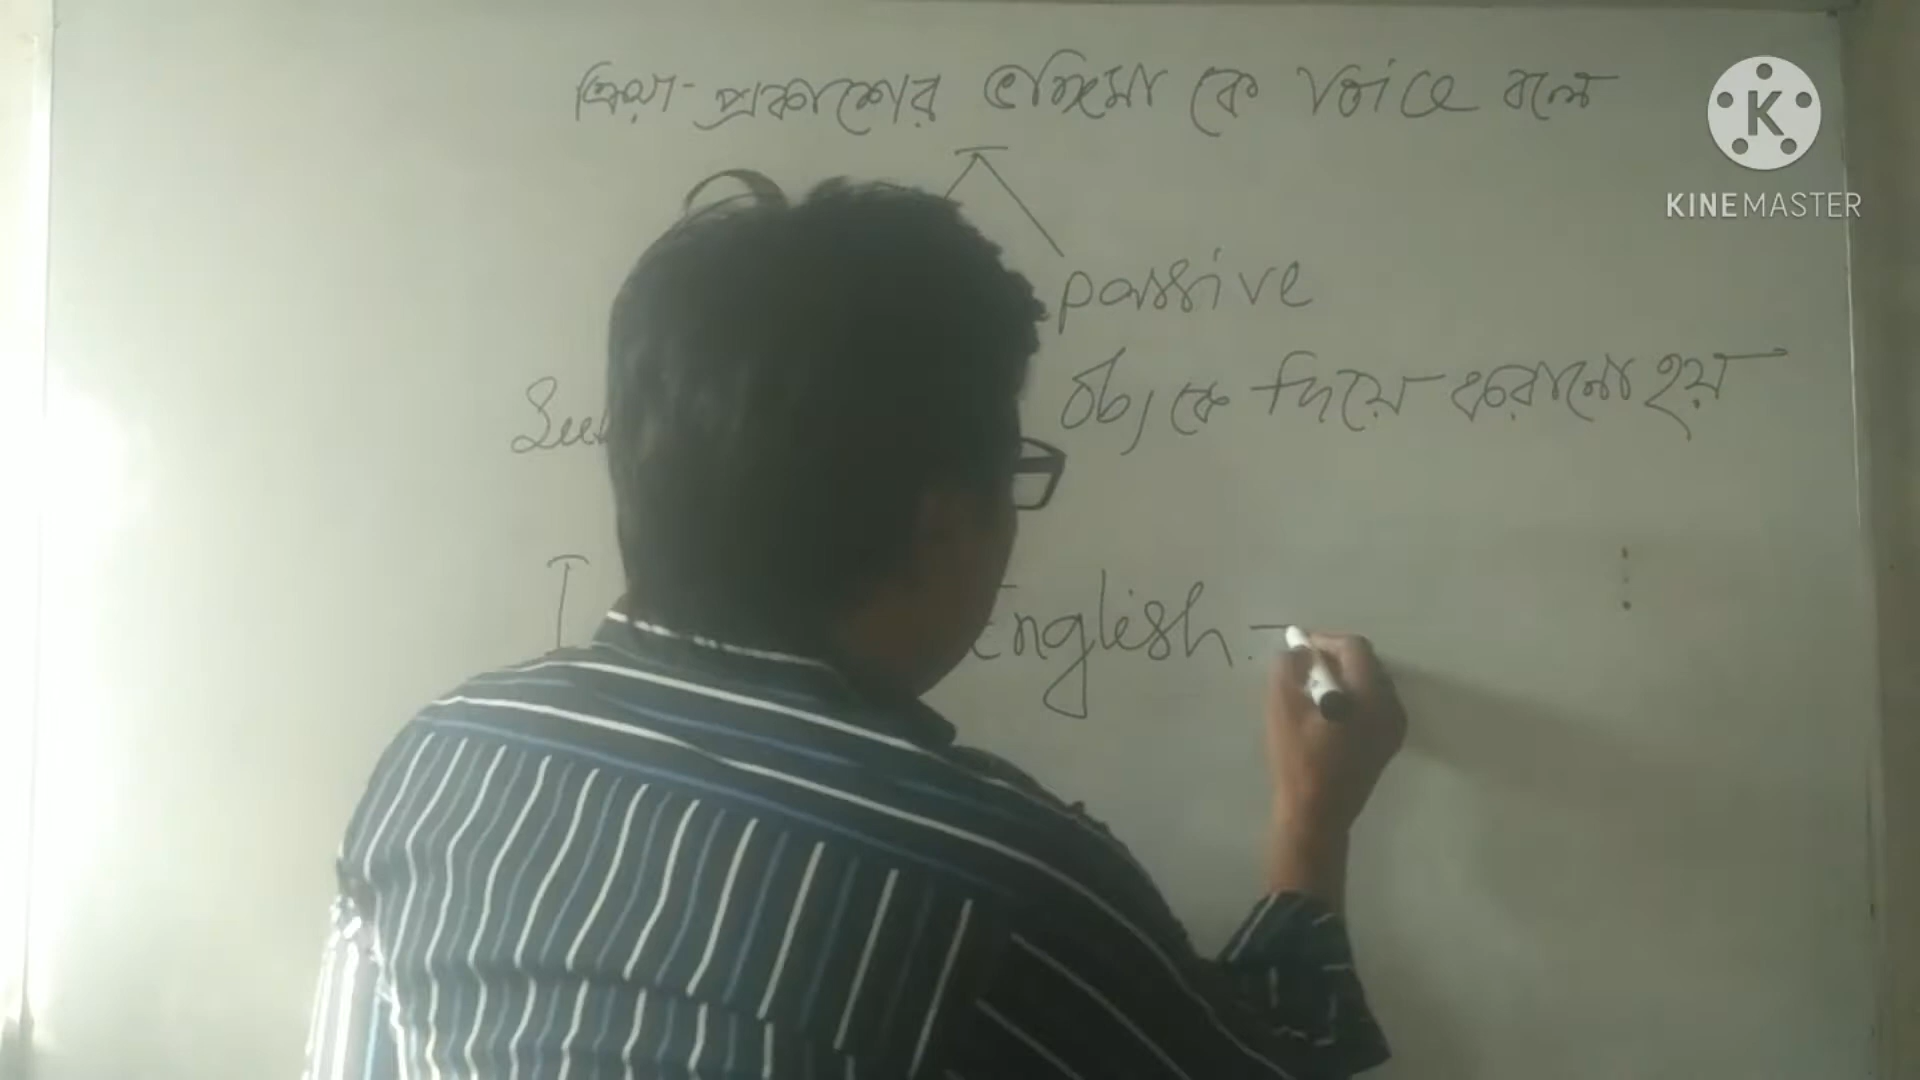 ক্রিয়া-প্রকাশের ভঙ্গিমা কে Voice বলে
K
KINEMASTER
passive
Obj কে দিয়ে করানো হয়
I English.